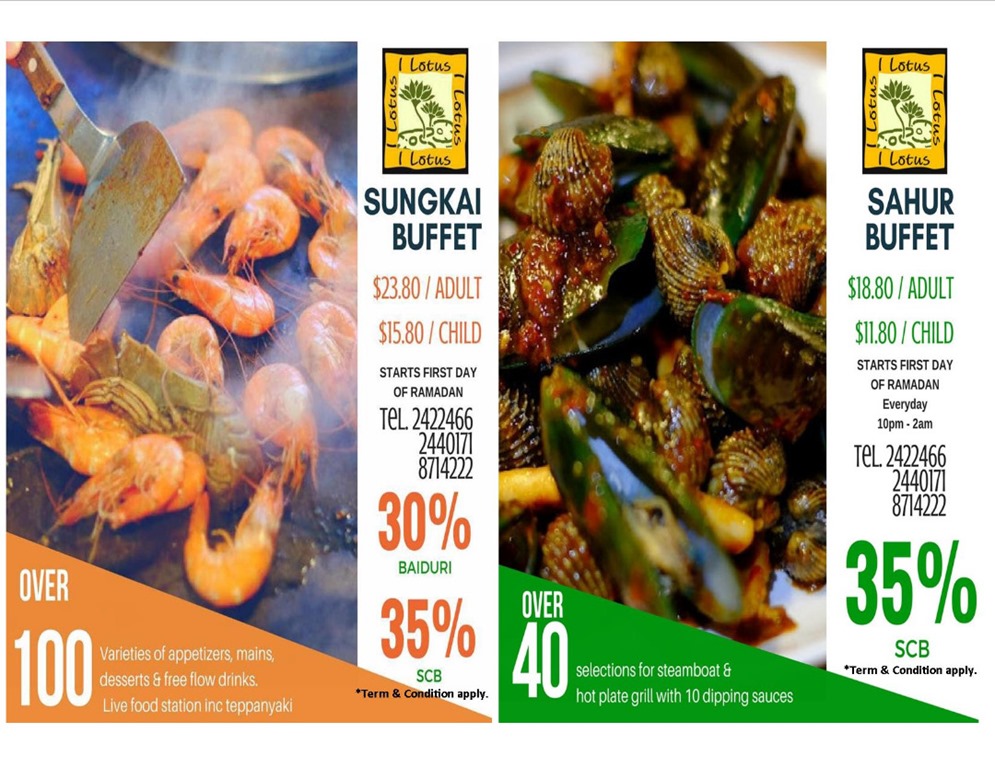 I Lotus
I Lotus
I Lotus
I Lotus
SUNGKAI
BUFFET
$23.80 / ADULT
$15.80 / CHILD
STARTS FIRST DAY
OF RAMADAN
TEL. 2422466
2440171
8714222
30%
BAIDURI
35%
SCB
*Term & Condition apply.
OVER
100
Varieties of appetizers, mains,
desserts & free flow drinks.
Live food station inc teppanyaki
I Lotus
I Lotus
I Lotus
I Lotus
SAHUR
BUFFET
$18.80 / ADULT
$11.80 / CHILD
STARTS FIRST DAY
OF RAMADAN
Everyday
10pm - 2am
TEL. 2422466
2440171
8714222
35%
SCB
*Term & Condition apply.
OVER
40
selections for steamboat &
hot plate grill with 10 dipping sauces